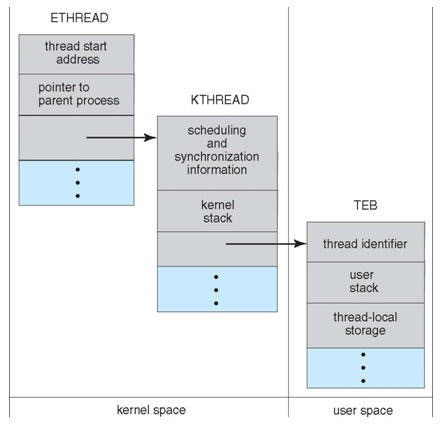 ETHREAD
thread start
address
pointer to
parent process
KTHREAD
scheduling
and
synchronization
information
kernel
stack
TEB
thread identifier
user
stack
thread-local
storage
kernel space
user space